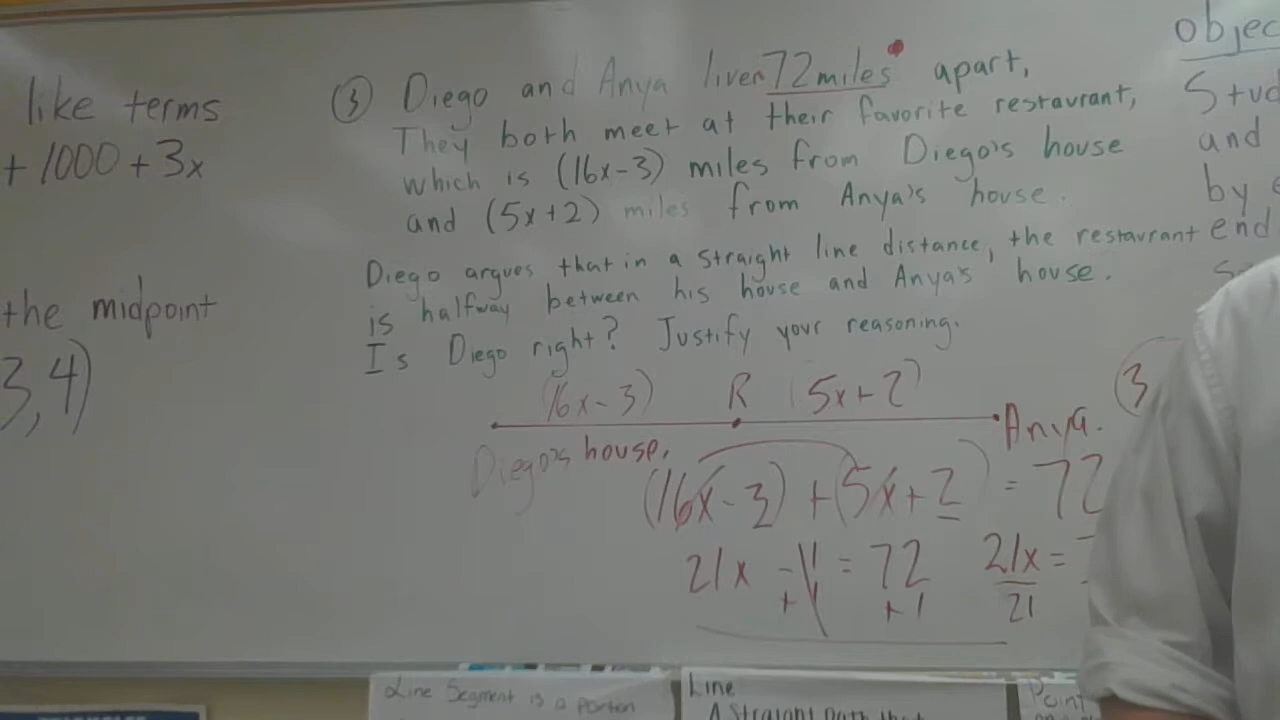 like terms
+ 1000 + 3x
the midpoint
3,4)
③ Diego and Anya liven 72 miles apart,
They both meet at their favorite restaurant,
which is (16x-3) miles from Diego's house
and (5x+2) miles from Anya's house.
Diego argues that in a straight line distance, the restaurant
is halfway between his house and Anya's house.
Is Diego right? Justify your reasoning.
(16x-3) R (5x+2)
Diego's house. Anya.
(16x-3) + (5x+2) = 72
21x -1 = 72
+1 +1
21x =
21
(3
objec
Stud
and
by
end
Line Segment is a portion
Line
A straight path that
Point